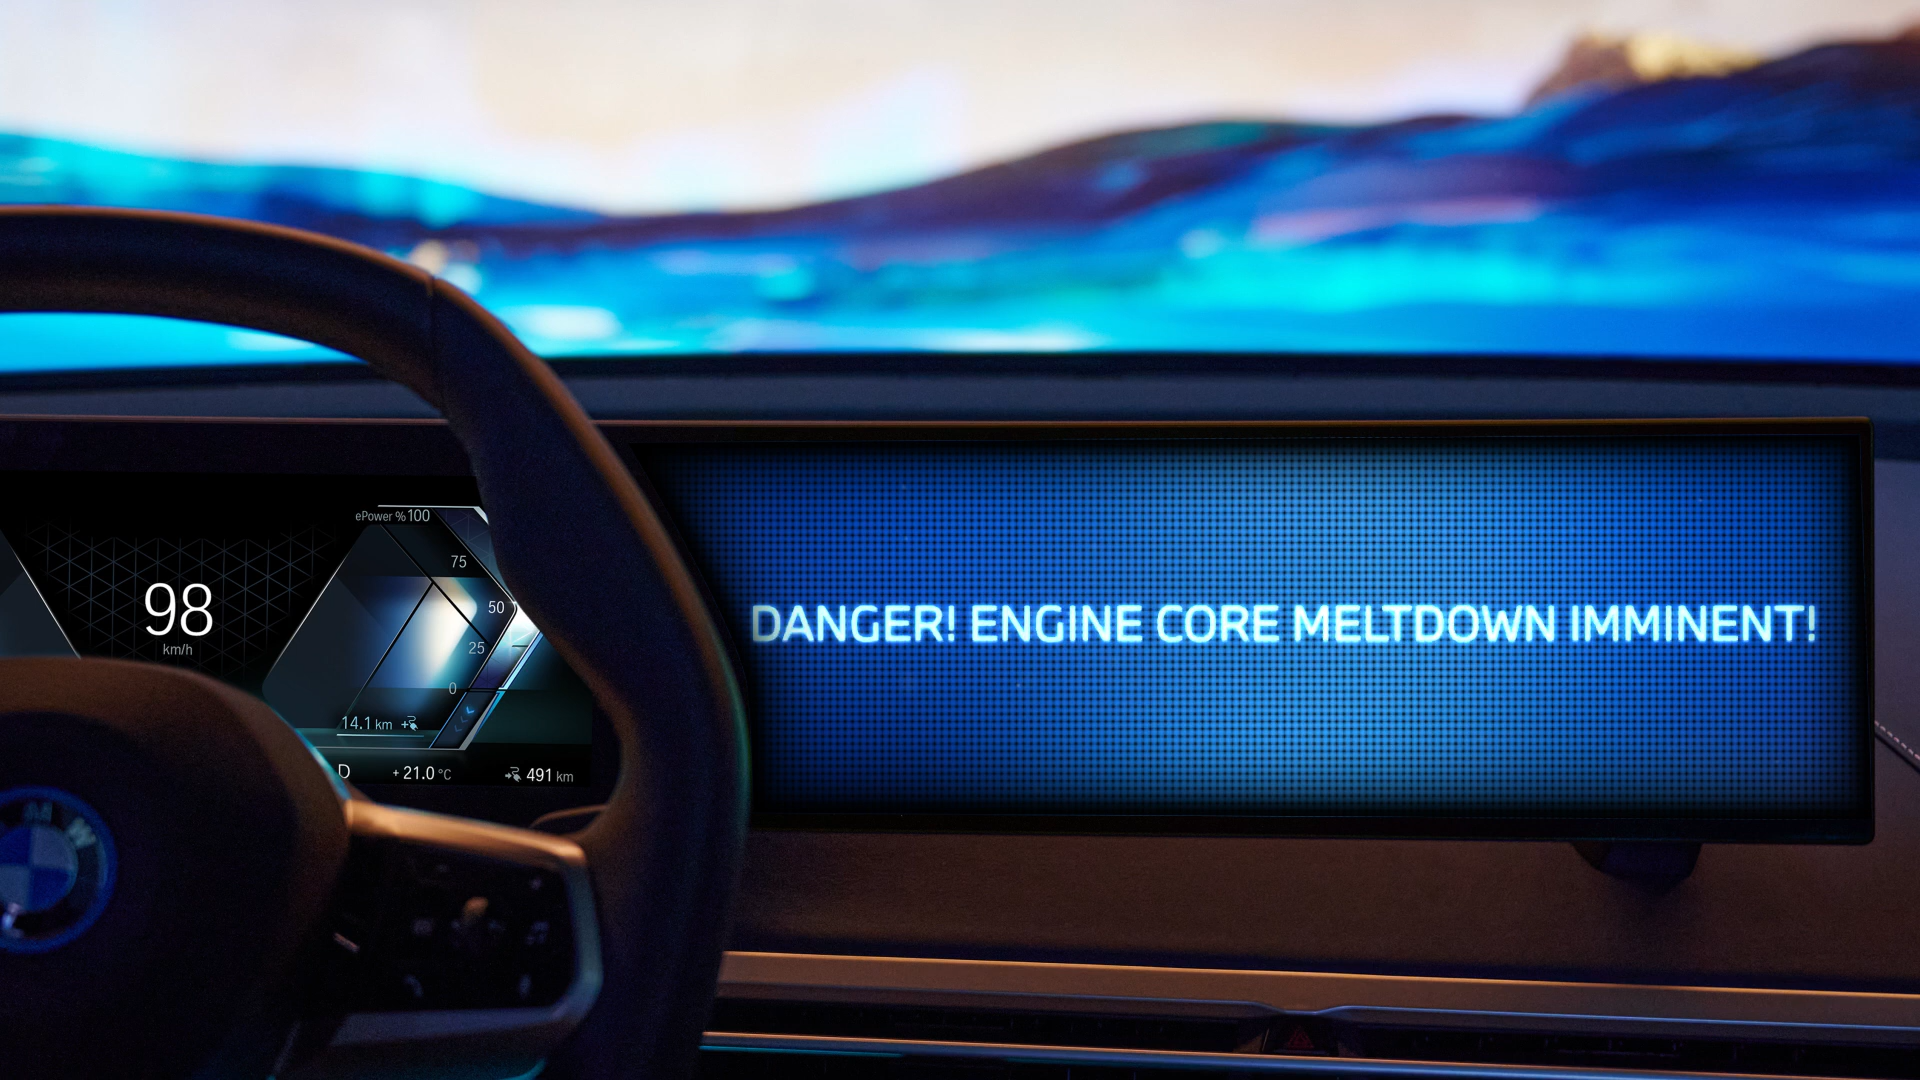 ePower % 100
75
50
25
0
98
km/h
14.1 km
D
+21.0 °C
491 km
DANGER! ENGINE CORE MELTDOWN IMMINENT!
BMW